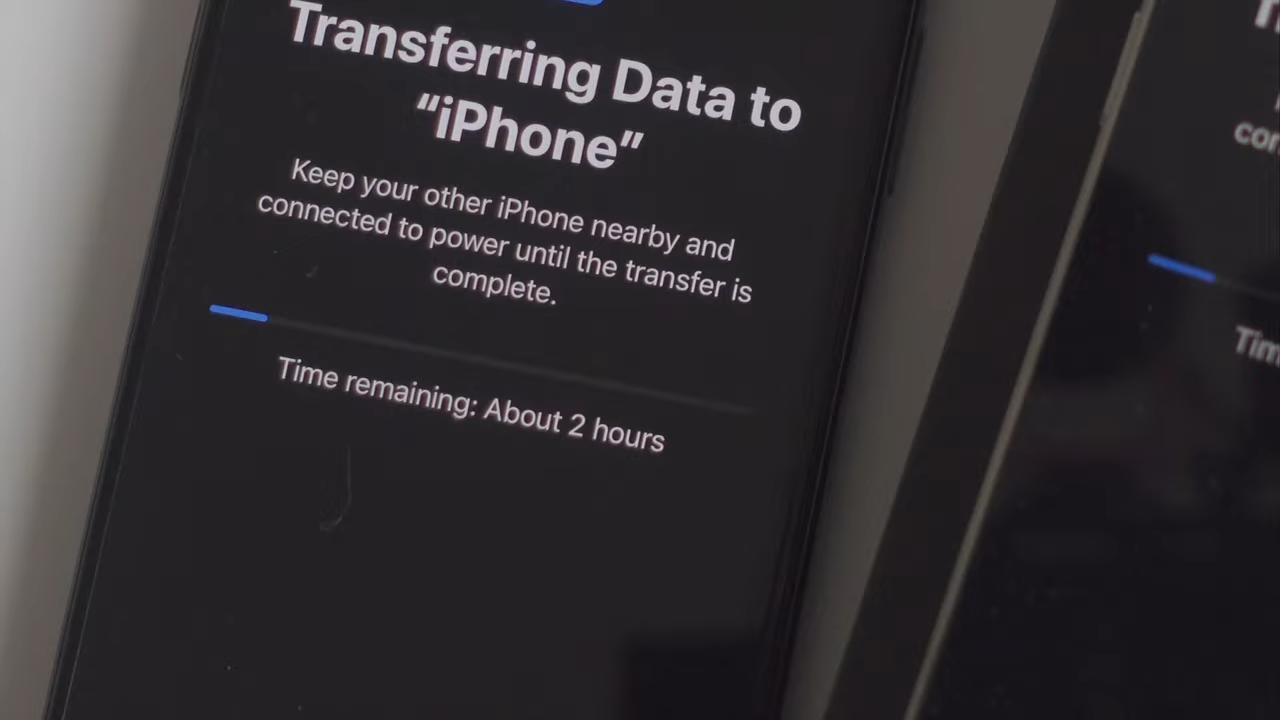 Transferring Data to
“iPhone”
Keep your other iPhone nearby and
connected to power until the transfer is
complete.
Time remaining: About 2 hours